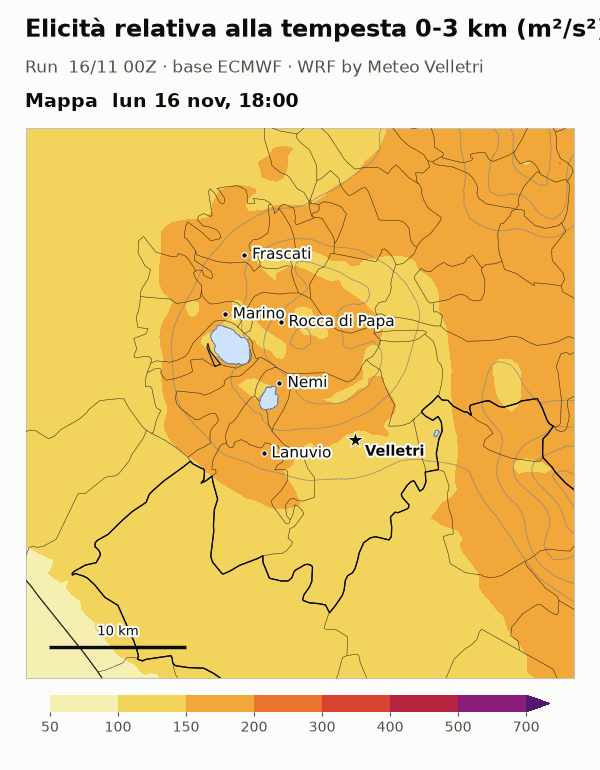 Elicità relativa alla tempesta 0-3 km (m²/s²)
Run 16/11 00Z · base ECMWF · WRF by Meteo Velletri
Mappa lun 16 nov, 18:00
Frascati
Marino
Rocca di Papa
Nemi
Velletri
Lanuvio
10 km
50 100 150 200 300 400 500 700